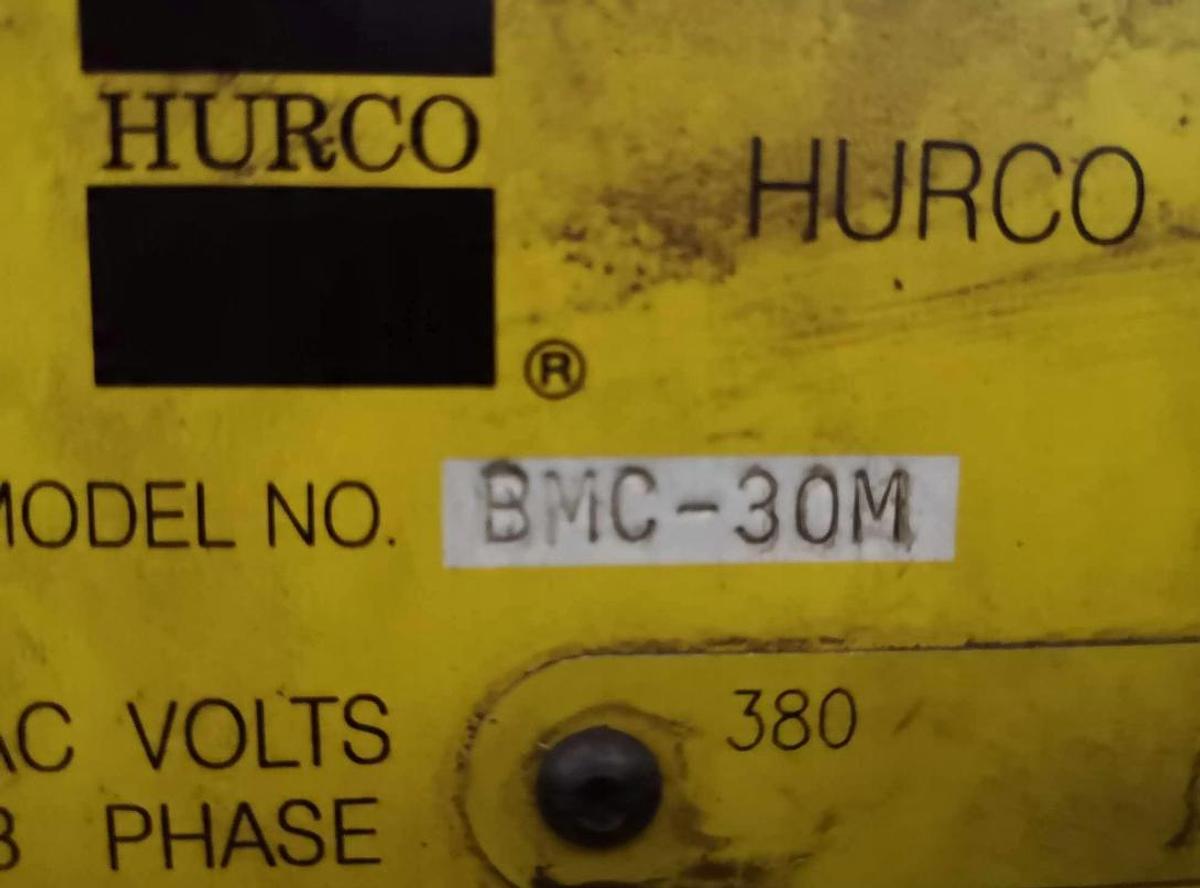 HURCO
HURCO
®
MODEL NO. BMC-30M
AC VOLTS 380
3 PHASE